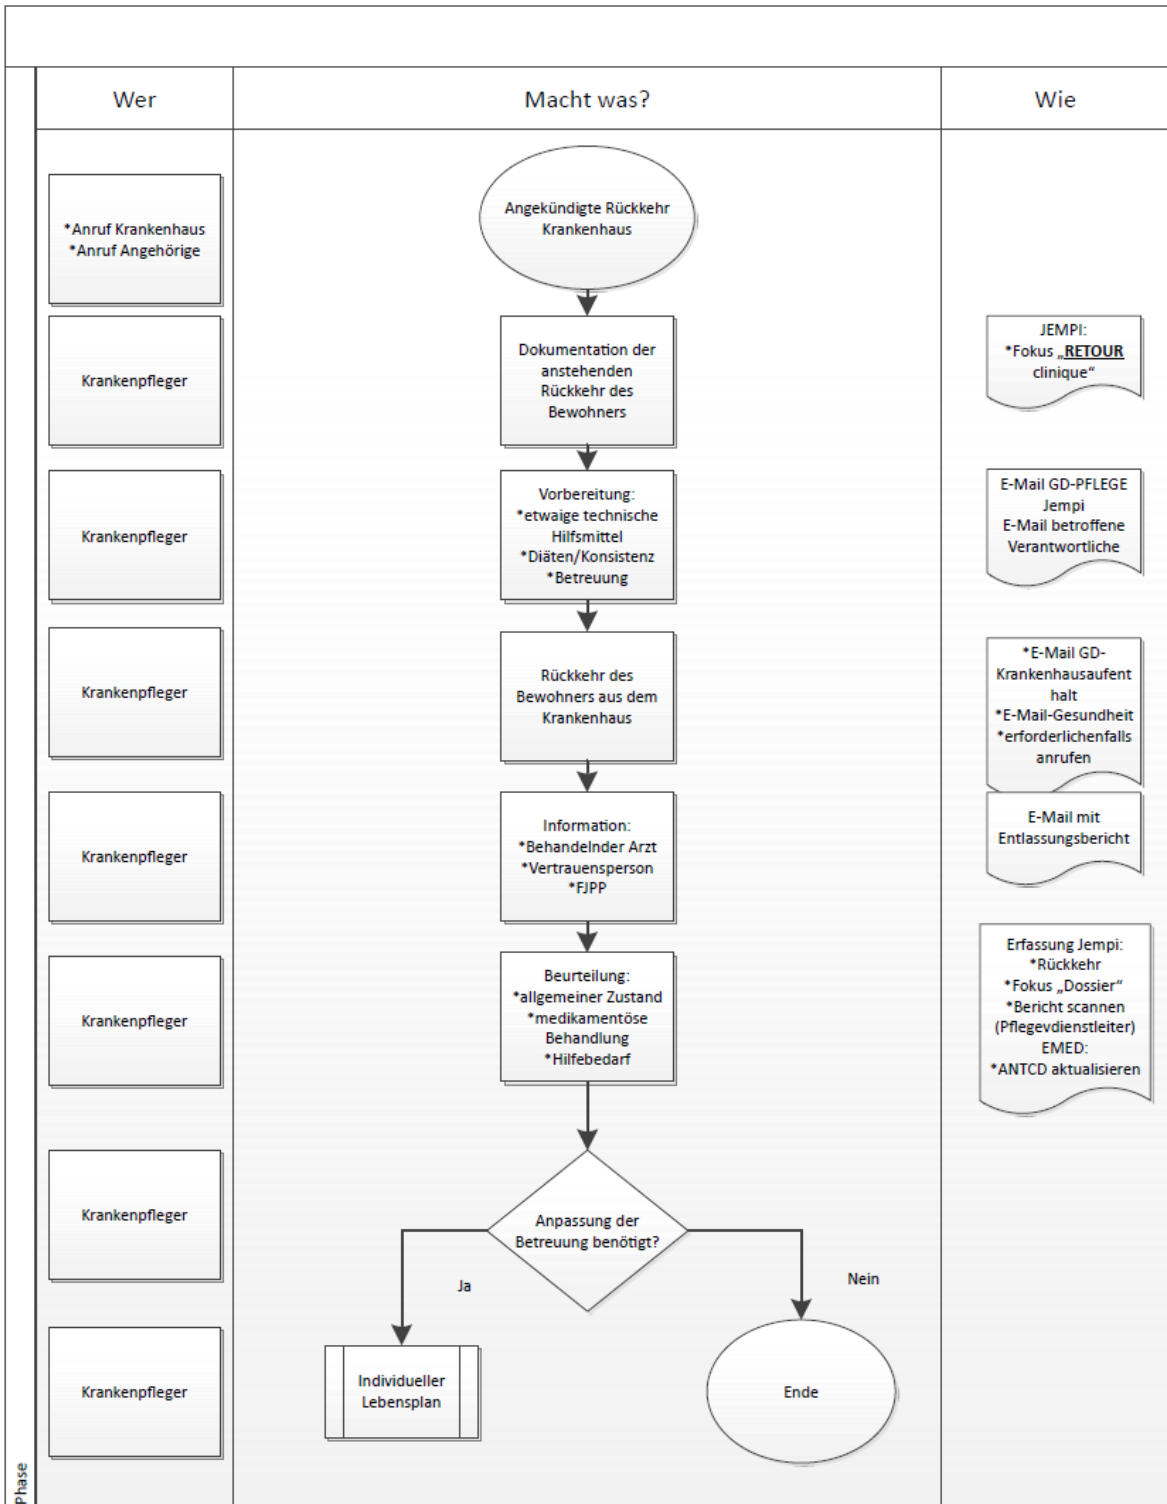 Wer
Macht was?
Wie
*Anruf Krankenhaus
*Anruf Angehörige
Angekündigte Rückkehr
Krankenhaus
Krankenpfleger
Dokumentation der
anstehenden
Rückkehr des
Bewohners
JEMPI:
*Fokus „RETOUR
clinique“
Krankenpfleger
Vorbereitung:
*etwaige technische
Hilfsmittel
*Diäten/Konsistenz
*Betreuung
E-Mail GD-PFLEGE
Jempi
E-Mail betroffene
Verantwortliche
Krankenpfleger
Rückkehr des
Bewohners aus dem
Krankenhaus
*E-Mail GD-
Krankenhausaufent
halt
*E-Mail-Gesundheit
*erforderlichenfalls
anrufen
Krankenpfleger
Information:
*Behandelnder Arzt
*Vertrauensperson
*FJPP
E-Mail mit
Entlassungsbericht
Krankenpfleger
Beurteilung:
*allgemeiner Zustand
*medikamentöse
Behandlung
*Hilfebedarf
Erfassung Jempi:
*Rückkehr
*Fokus „Dossier“
*Bericht scannen
(Pflegevdienstleiter)
EMED:
*ANTCD aktualisieren
Krankenpfleger
Anpassung der
Betreuung benötigt?
Ja
Nein
Krankenpfleger
Individueller
Lebensplan
Ende
Phase